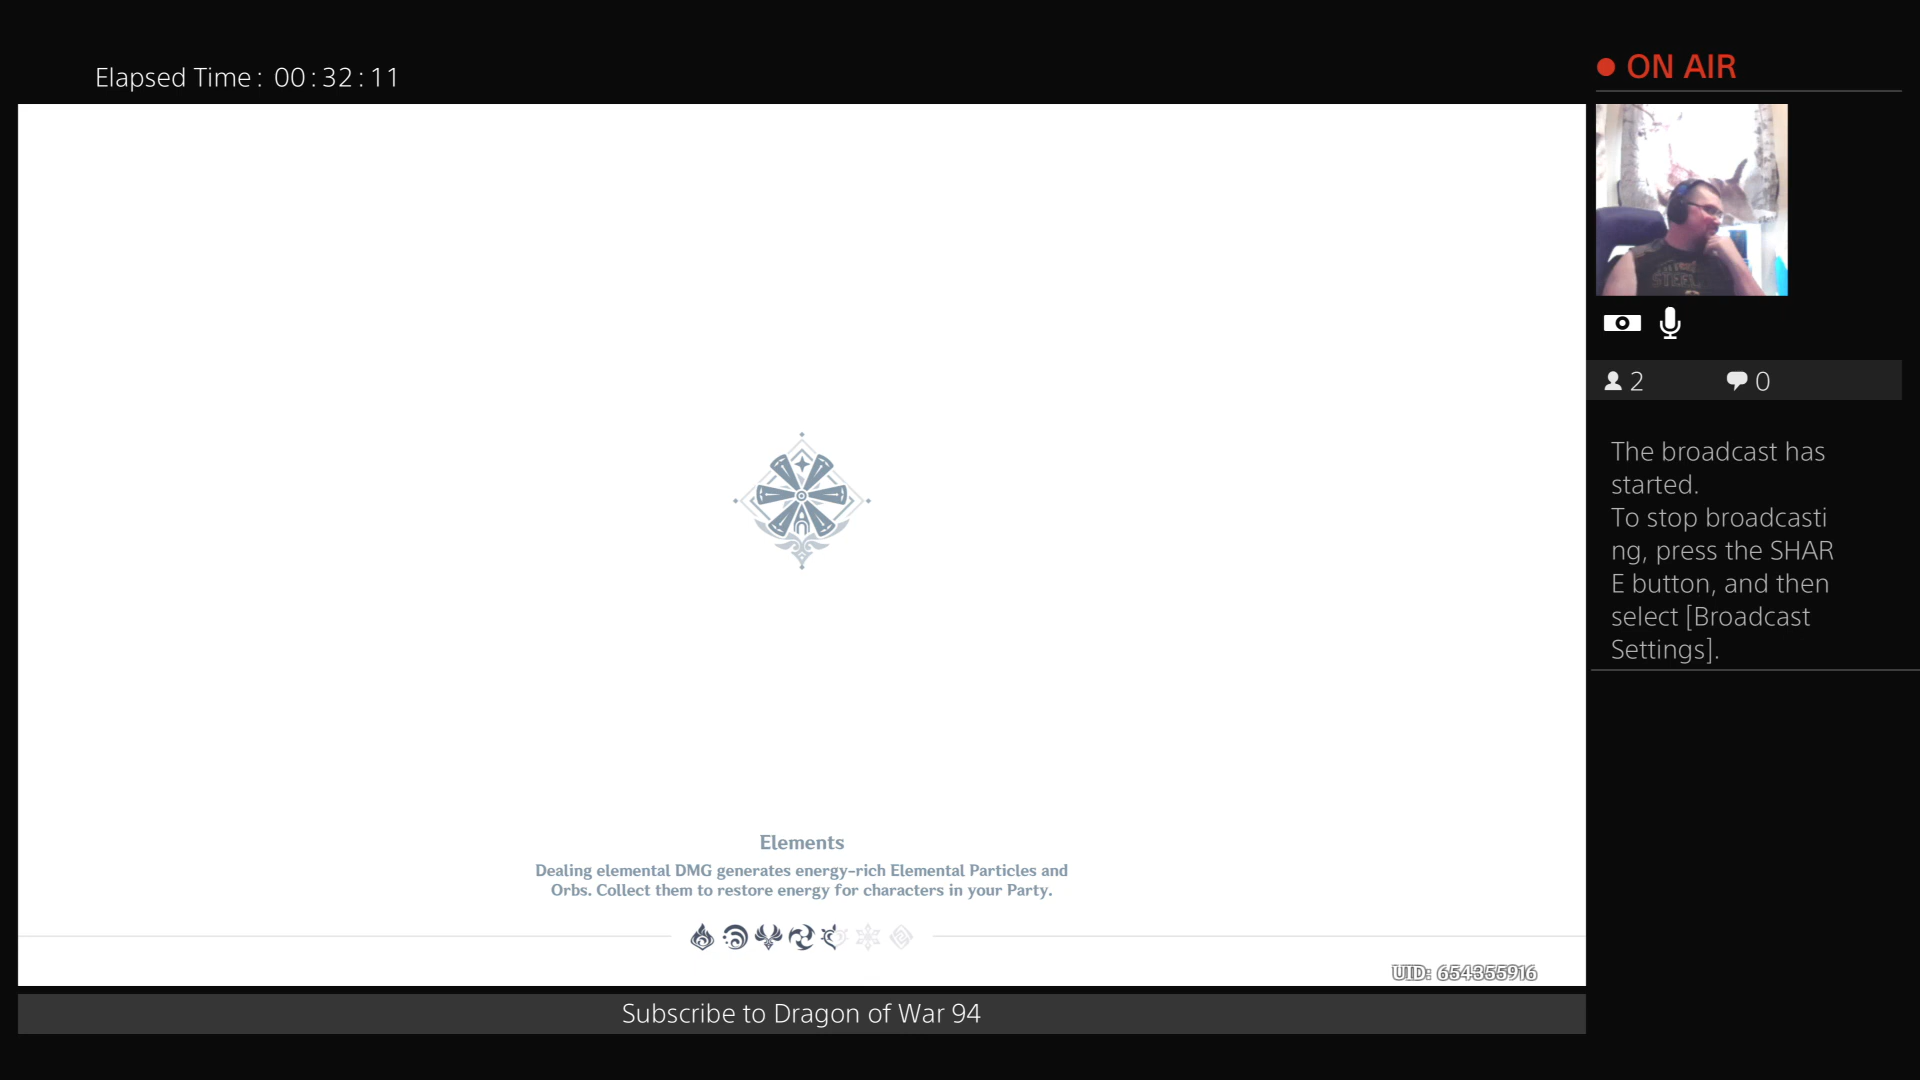 Elapsed Time: 00:32:11
ON AIR
2
0
The broadcast has
started.
To stop broadcasti
ng, press the SHAR
E button, and then
select [Broadcast
Settings].
Elements
Dealing elemental DMG generates energy-rich Elemental Particles and
Orbs. Collect them to restore energy for characters in your Party.
UID: 654355916
Subscribe to Dragon of War 94